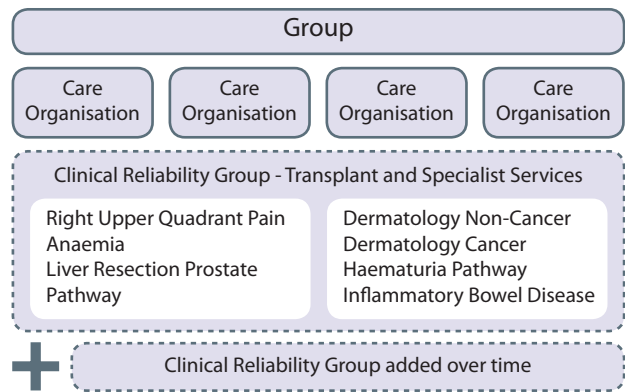 Group
Care
Organisation
Care
Organisation
Care
Organisation
Care
Organisation
Clinical Reliability Group - Transplant and Specialist Services
Right Upper Quadrant Pain
Anaemia
Liver Resection Prostate
Pathway
Dermatology Non-Cancer
Dermatology Cancer
Haematuria Pathway
Inflammatory Bowel Disease
Clinical Reliability Group added over time